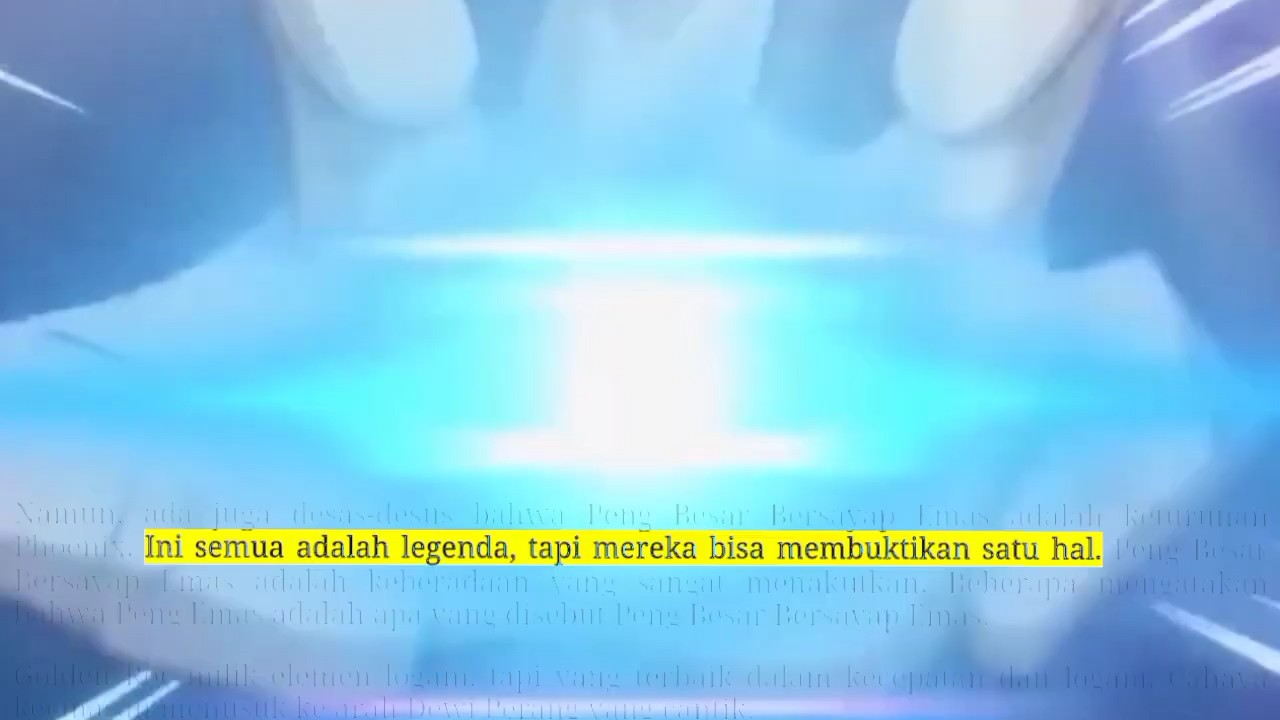 Namun, ada juga desas-desus bahwa Peng Besar Bersayap Emas adalah keturunan
Phoenix. Ini semua adalah legenda, tapi mereka bisa membuktikan satu hal. Peng Besar
Bersayap Emas adalah keberadaan yang sangat menakutkan. Beberapa mengatakan
bahwa Peng Emas adalah apa yang disebut Peng Besar Bersayap Emas.
Golden Roc milik elemen logam, tapi yang terbaik dalam kecepatan dan logam. Cahaya
menusuk ke arah Dewi Perang yang cantik.